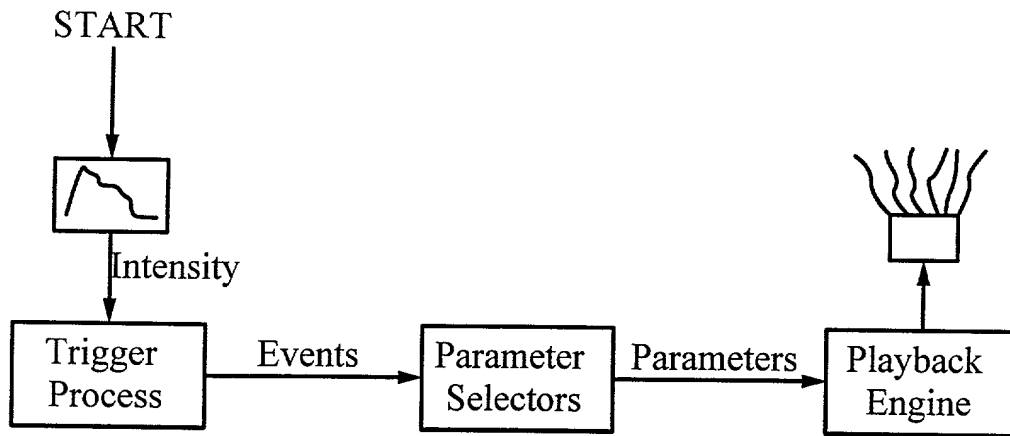 START
Intensity
Trigger
Process
Events
Parameter
Selectors
Parameters
Playback
Engine